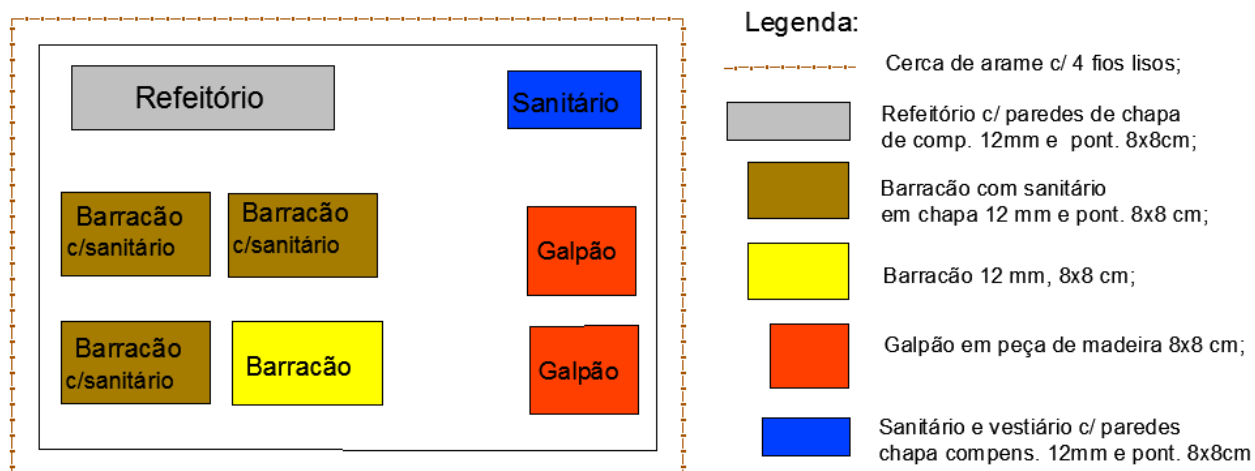 Refeitório
Sanitário
Barracão
c/sanitário
Barracão
c/sanitário
Galpão
Barracão
c/sanitário
Barracão
Galpão
Legenda:
Cerca de arame c/ 4 fios lisos;
Refeitório c/ paredes de chapa
de comp. 12mm e pont. 8x8cm;
Barracão com sanitário
em chapa 12 mm e pont. 8x8 cm;
Barracão 12 mm, 8x8 cm;
Galpão em peça de madeira 8x8 cm;
Sanitário e vestiário c/ paredes
chapa compens. 12mm e pont. 8x8cm